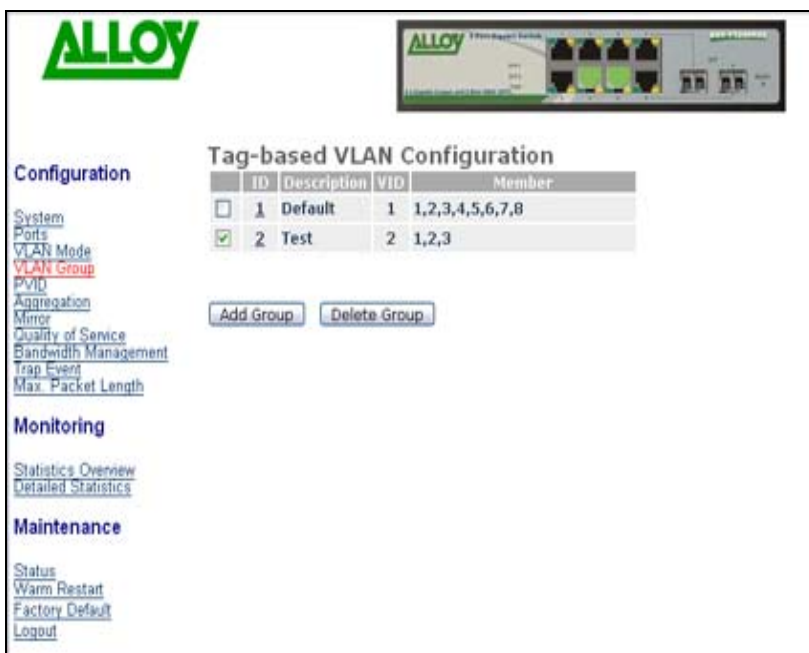 ALLOY
ALLOY
Configuration
System
Ports
VLAN Mode
VLAN Group
PVID
Aggregation
Mirror
Quality of Service
Bandwidth Management
Trap Event
Max. Packet Length
Monitoring
Statistics Overview
Detailed Statistics
Maintenance
Status
Warm Restart
Factory Default
Logout
Tag-based VLAN Configuration
ID Description VID Member
1 Default 1 1,2,3,4,5,6,7,8
2 Test 2 1,2,3
Add Group Delete Group